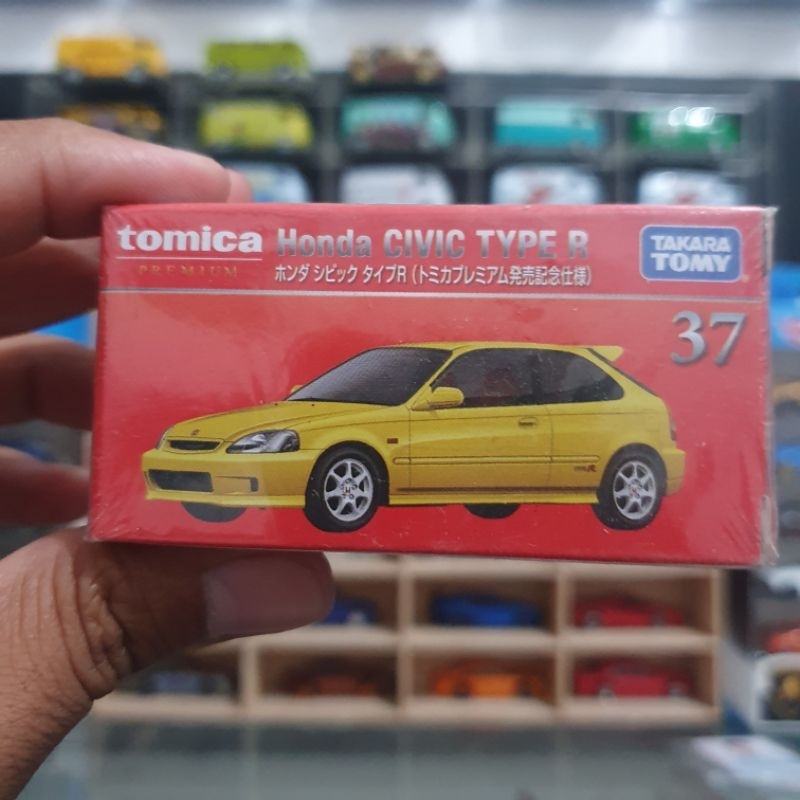 tomica Honda CIVIC TYPE R
PREMIUM
ホンダ シビック タイプR (トミカプレミアム発売記念仕様)
TAKARA
TOMY
37
TYPE R